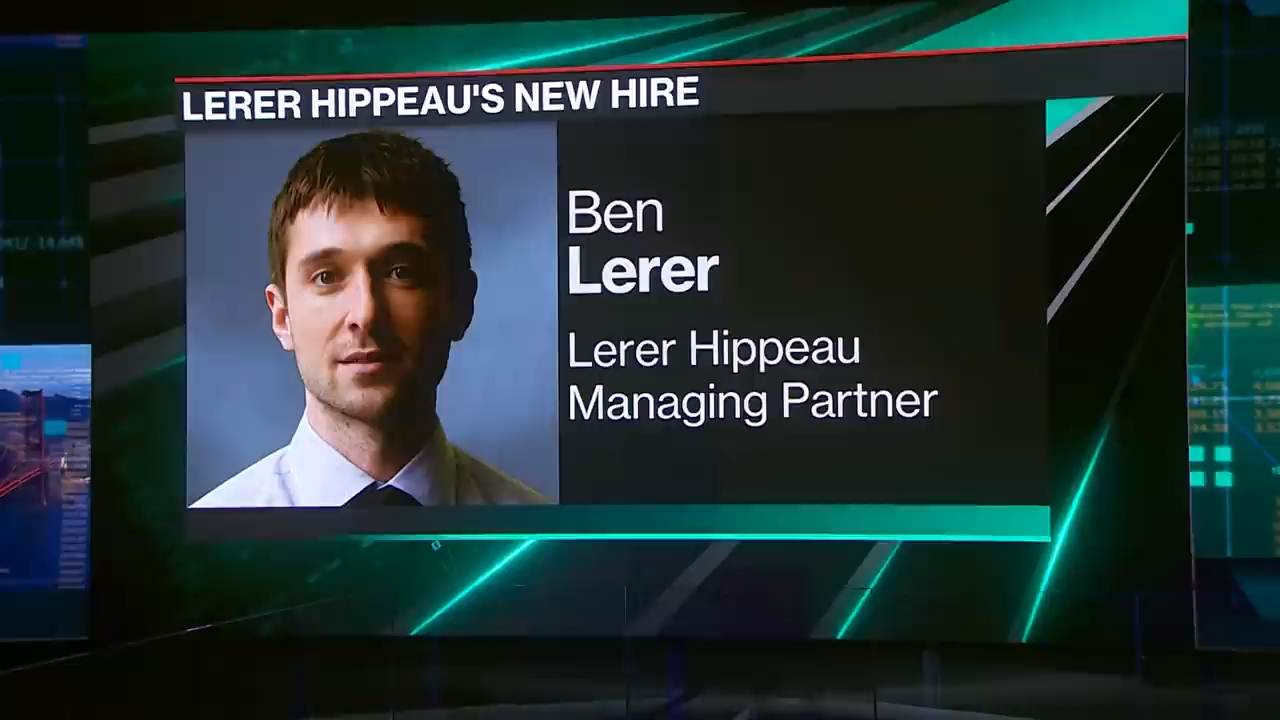 LERER HIPPEAU'S NEW HIRE
Ben
Lerer
Lerer Hippeau
Managing Partner